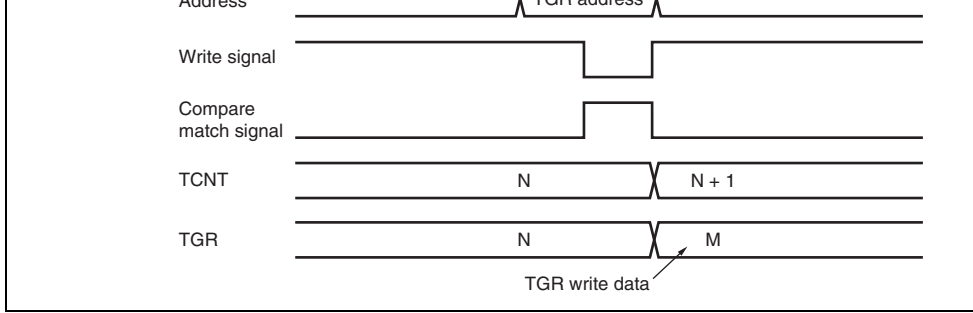 Address
TGR address
Write signal
Compare
match signal
TCNT
N
N + 1
TGR
N
M
TGR write data